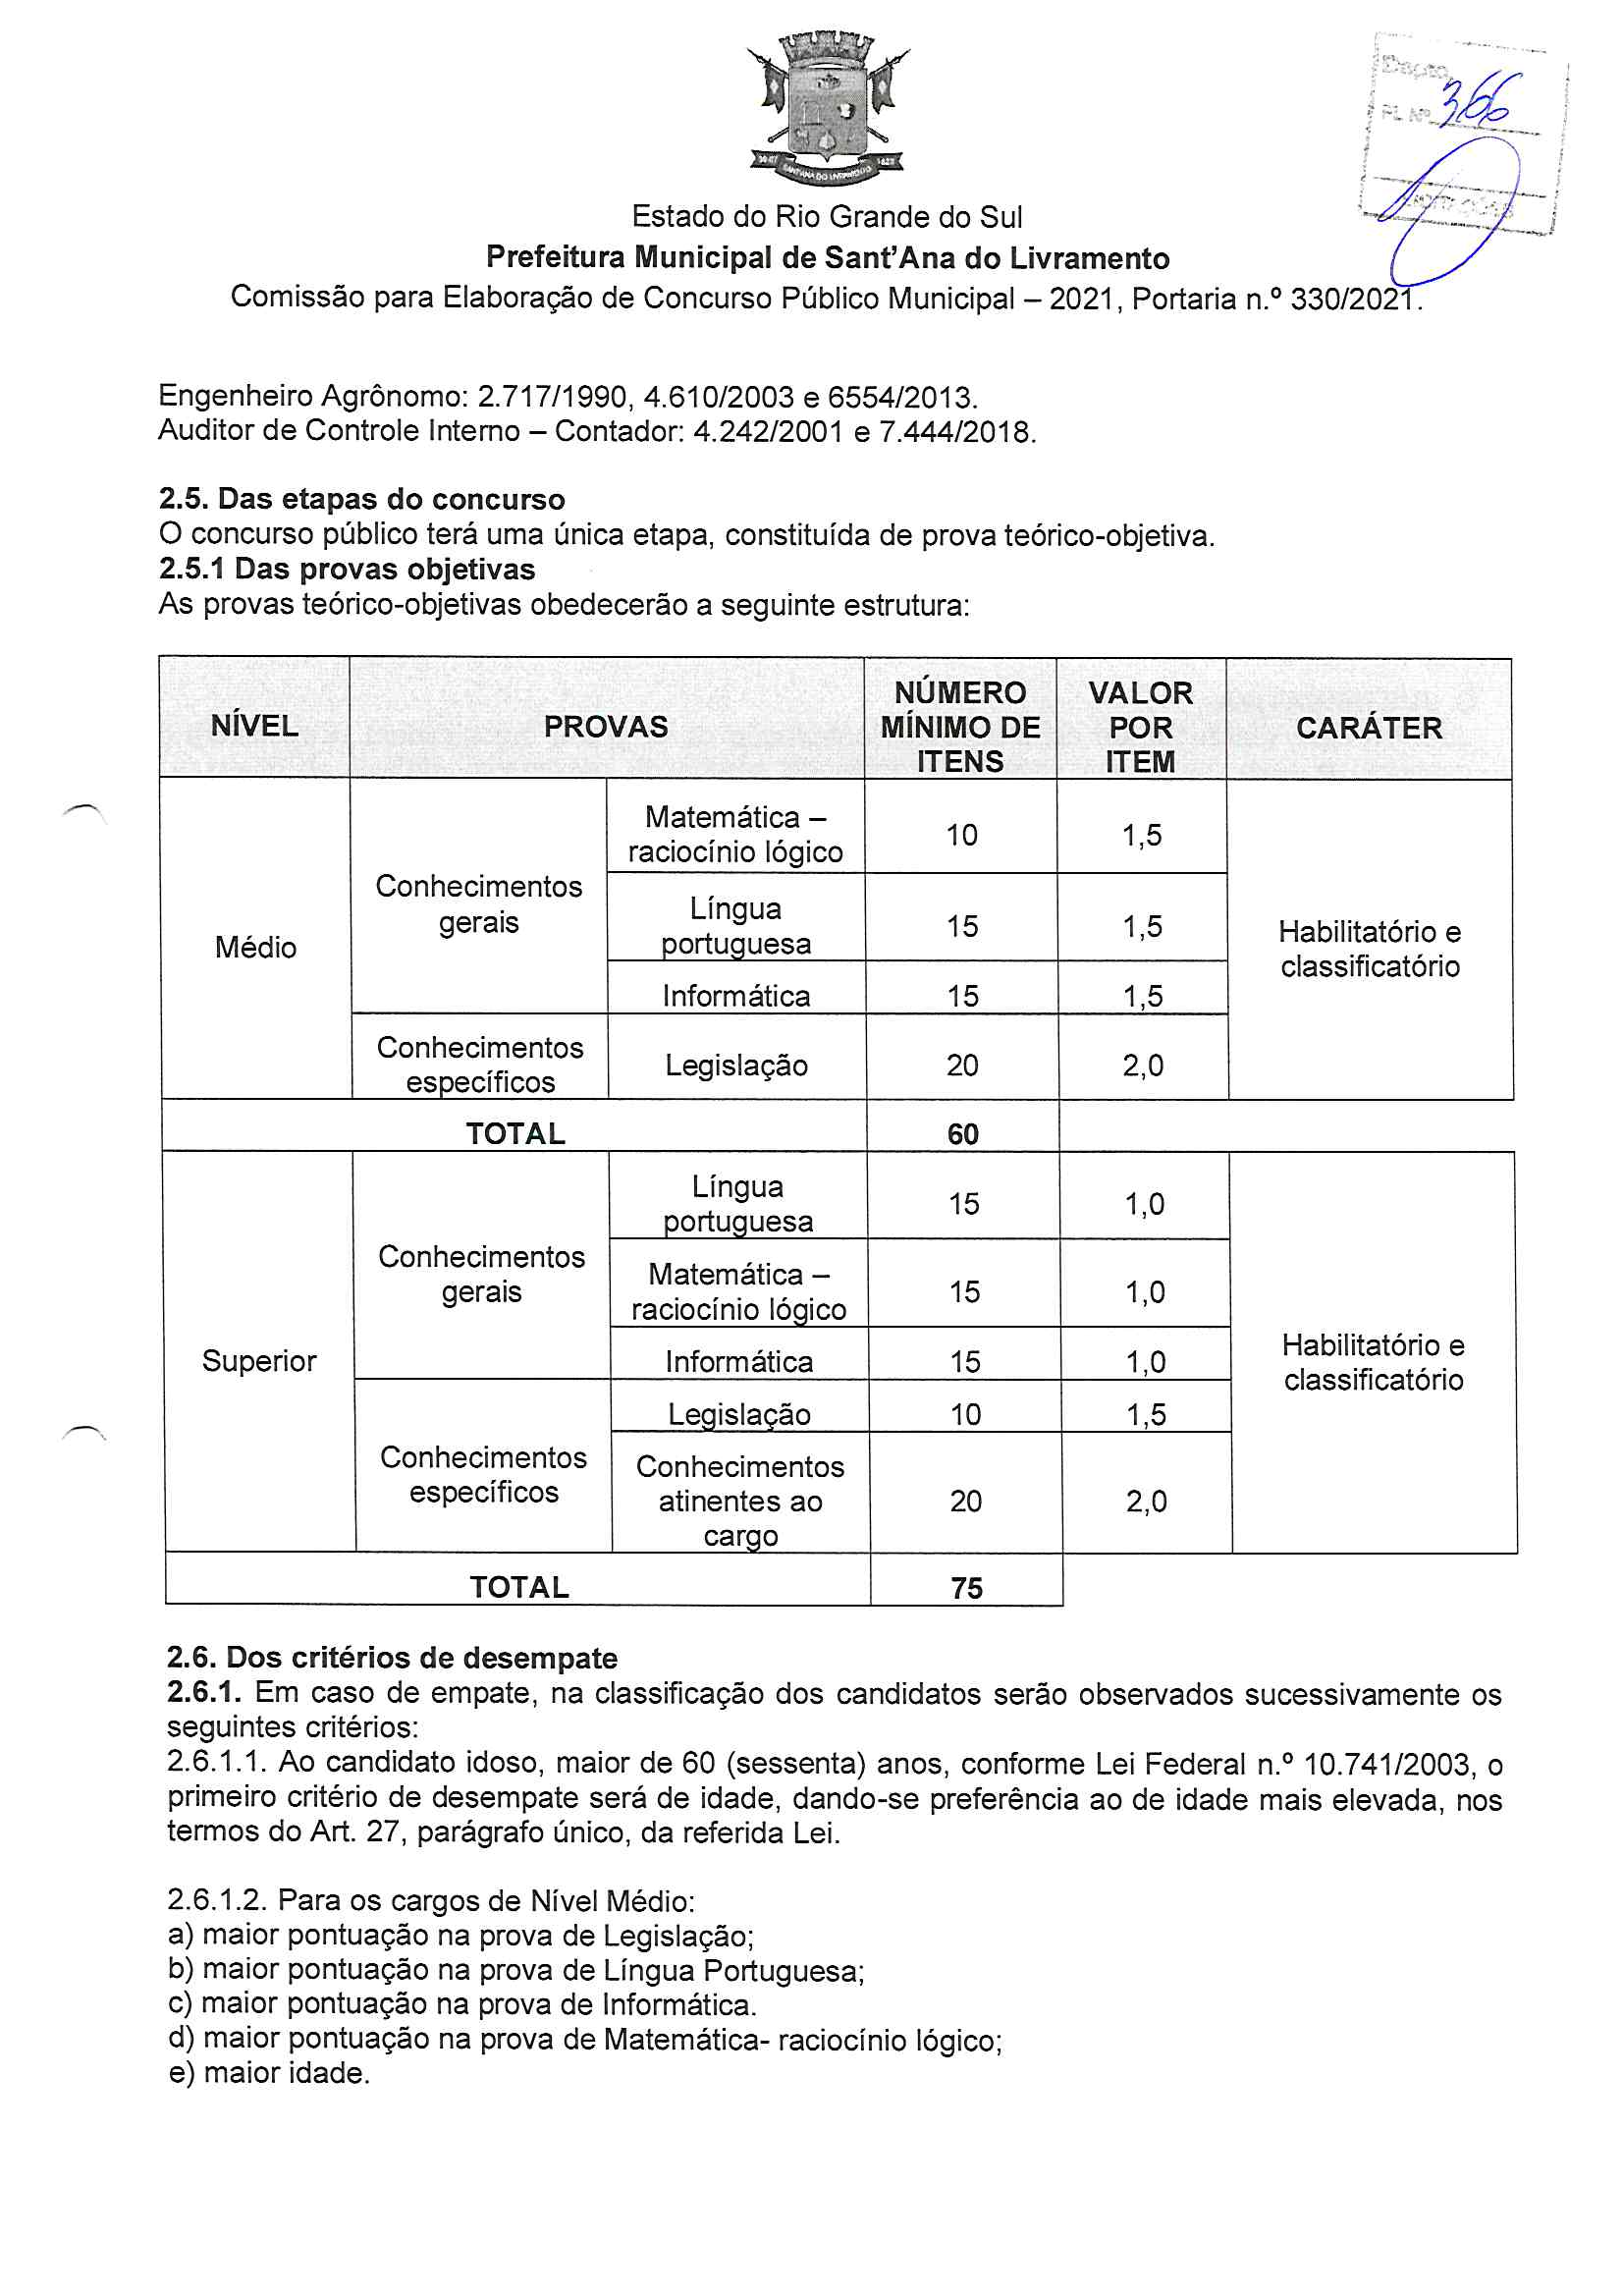 SANT'ANA DO LIVRAMENTO
Depto.
FL Nº 366
LICITAÇÕES
Estado do Rio Grande do Sul
Prefeitura Municipal de Sant'Ana do Livramento
Comissão para Elaboração de Concurso Público Municipal – 2021, Portaria n.º 330/2021.
Engenheiro Agrônomo: 2.717/1990, 4.610/2003 e 6554/2013.
Auditor de Controle Interno – Contador: 4.242/2001 e 7.444/2018.
2.5. Das etapas do concurso
O concurso público terá uma única etapa, constituída de prova teórico-objetiva.
2.5.1 Das provas objetivas
As provas teórico-objetivas obedecerão a seguinte estrutura:
NÍVEL PROVAS NÚMERO MÍNIMO DE ITENS VALOR POR ITEM CARÁTER
Médio
Conhecimentos gerais
Matemática – raciocínio lógico 10 1,5
Língua portuguesa 15 1,5
Informática 15 1,5
Conhecimentos específicos
Legislação 20 2,0
Habilitatório e classificatório
TOTAL 60
Superior
Conhecimentos gerais
Língua portuguesa 15 1,0
Matemática – raciocínio lógico 15 1,0
Informática 15 1,0
Conhecimentos específicos
Legislação 10 1,5
Conhecimentos atinentes ao cargo 20 2,0
Habilitatório e classificatório
TOTAL 75
2.6. Dos critérios de desempate
2.6.1. Em caso de empate, na classificação dos candidatos serão observados sucessivamente os
seguintes critérios:
2.6.1.1. Ao candidato idoso, maior de 60 (sessenta) anos, conforme Lei Federal n.º 10.741/2003, o
primeiro critério de desempate será de idade, dando-se preferência ao de idade mais elevada, nos
termos do Art. 27, parágrafo único, da referida Lei.
2.6.1.2. Para os cargos de Nível Médio:
a) maior pontuação na prova de Legislação;
b) maior pontuação na prova de Língua Portuguesa;
c) maior pontuação na prova de Informática.
d) maior pontuação na prova de Matemática- raciocínio lógico;
e) maior idade.